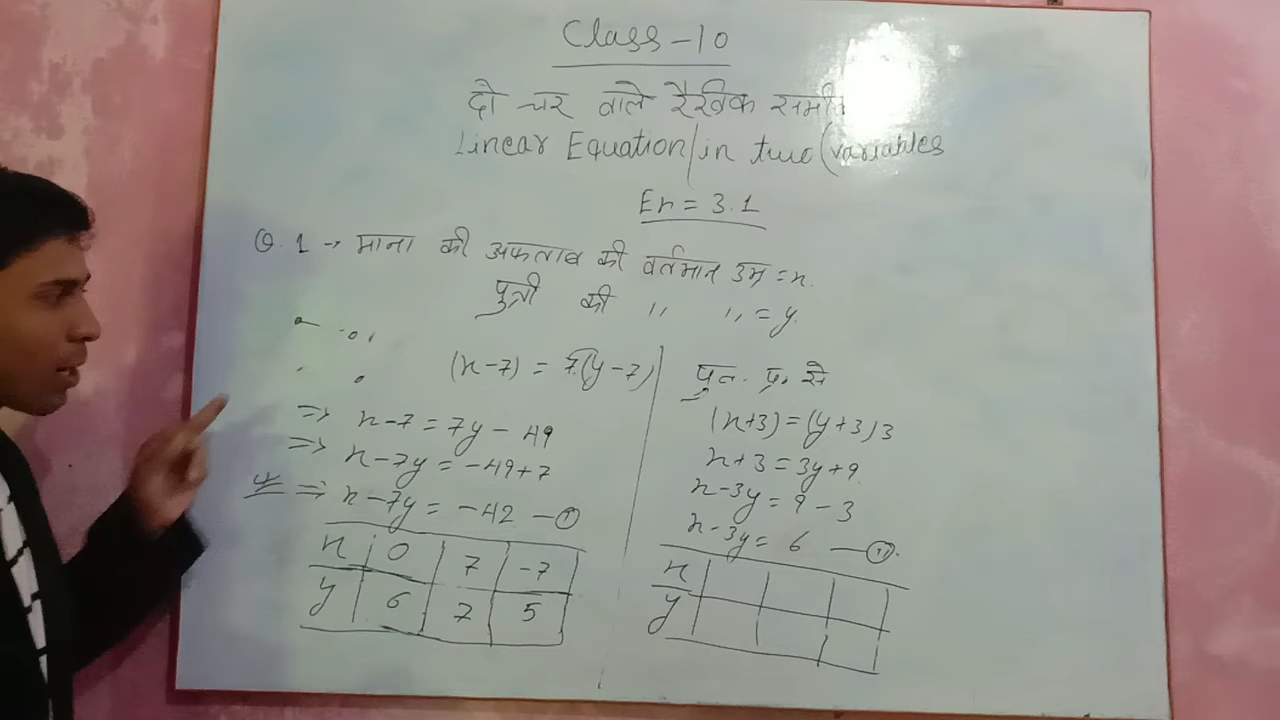 Class-10
दो चर वाले रैखिक समी
Linear Equation/in two (variables
Ex = 3.1
Q.1 → माना की अफताब की वर्तमान उम्र = x.
पुत्री की ,, ,, = y.
(x-7) = 7(y-7)
⇒ x-7 = 7y - 49
⇒ x-7y = -49+7
⇒ x-7y = -42 —①
x 0 7 -7
y 6 7 5
पुन. प्र. से
(x+3) = (y+3)3
x+3 = 3y+9.
x-3y = 9-3
x-3y = 6 —⑪.
x
y